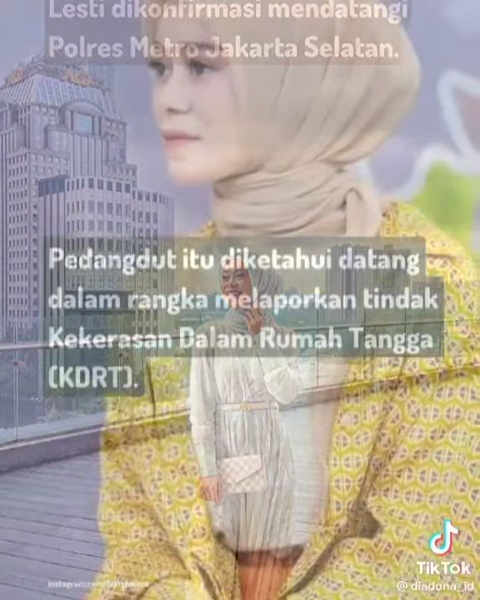 Lesti dikonfirmasi mendatangi
Polres Metro Jakarta Selatan.
Pedangdut itu diketahui datang
dalam rangka melaporkan tindak
Kekerasan Dalam Rumah Tangga
(KDRT).
TikTok
@diadona_id